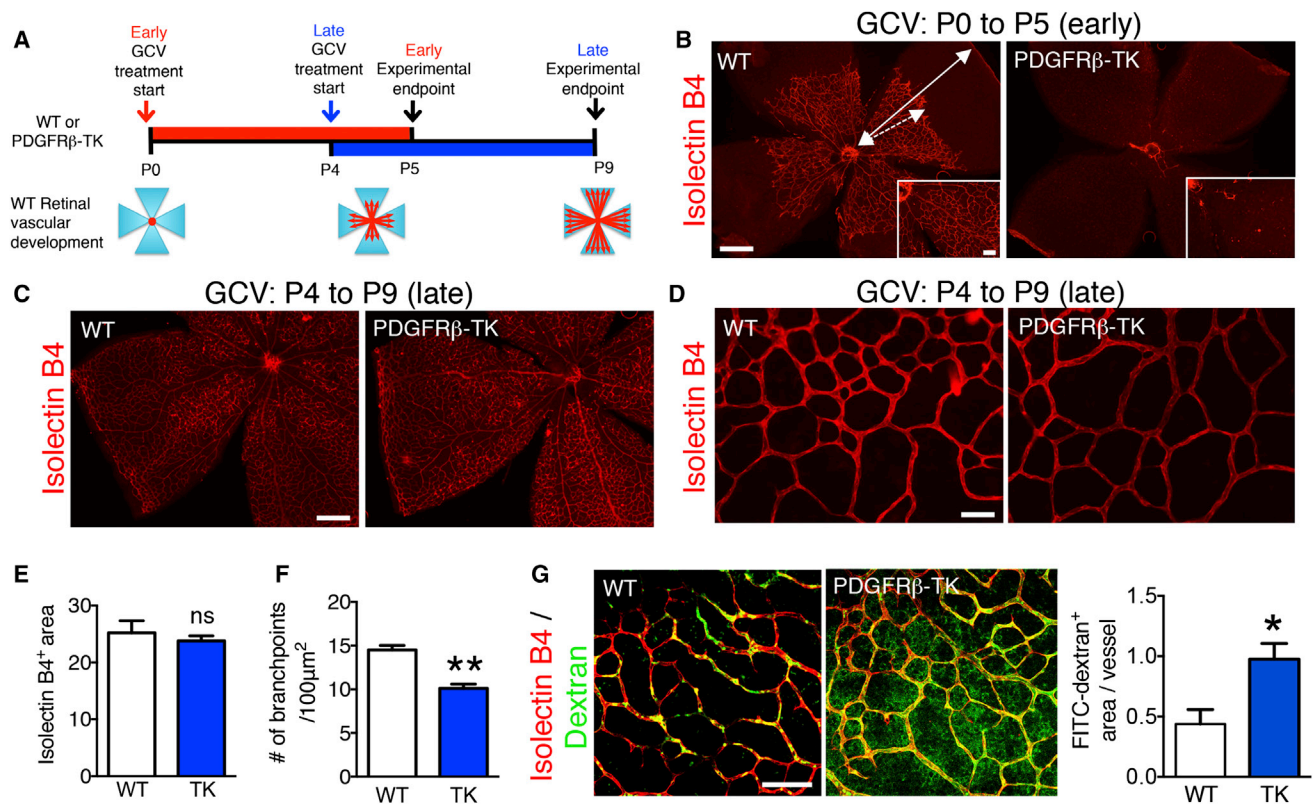 A
Early
GCV
treatment
start
Late
GCV
treatment
start
Early
Experimental
endpoint
Late
Experimental
endpoint
WT or
PDGFRβ-TK
P0
P4
P5
P9
WT Retinal
vascular
development
B
GCV: P0 to P5 (early)
Isolectin B4
WT
PDGFRβ-TK
C
GCV: P4 to P9 (late)
Isolectin B4
WT
PDGFRβ-TK
D
GCV: P4 to P9 (late)
Isolectin B4
WT
PDGFRβ-TK
E
Isolectin B4⁺ area
30
20
10
0
ns
WT
TK
F
# of branchpoints
/100µm²
20
15
10
5
0
**
WT
TK
G
Isolectin B4 /
Dextran
WT
PDGFRβ-TK
FITC-dextran⁺
area / vessel
1.5
1.0
0.5
0.0
*
WT
TK